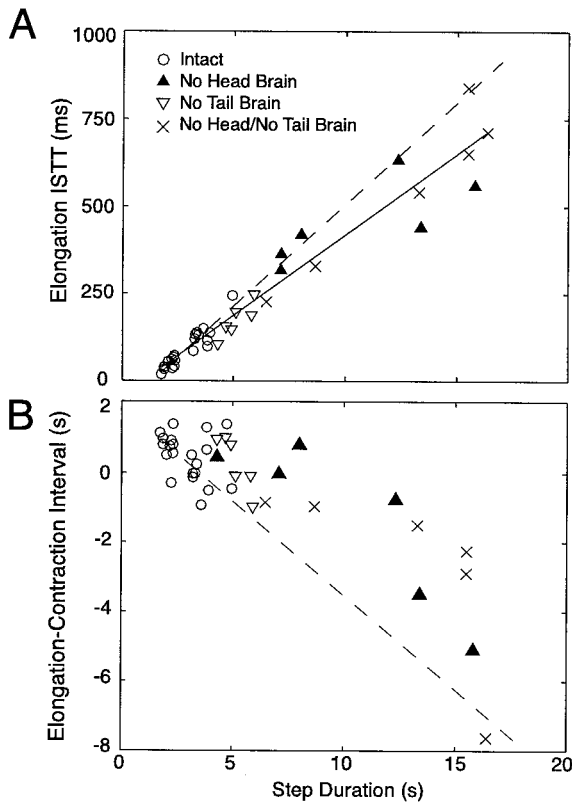 A
1000
750
500
250
0
Elongation ISTT (ms)
Intact
No Head Brain
No Tail Brain
No Head/No Tail Brain
B
2
0
-2
-4
-6
-8
Elongation-Contraction Interval (s)
0 5 10 15 20
Step Duration (s)